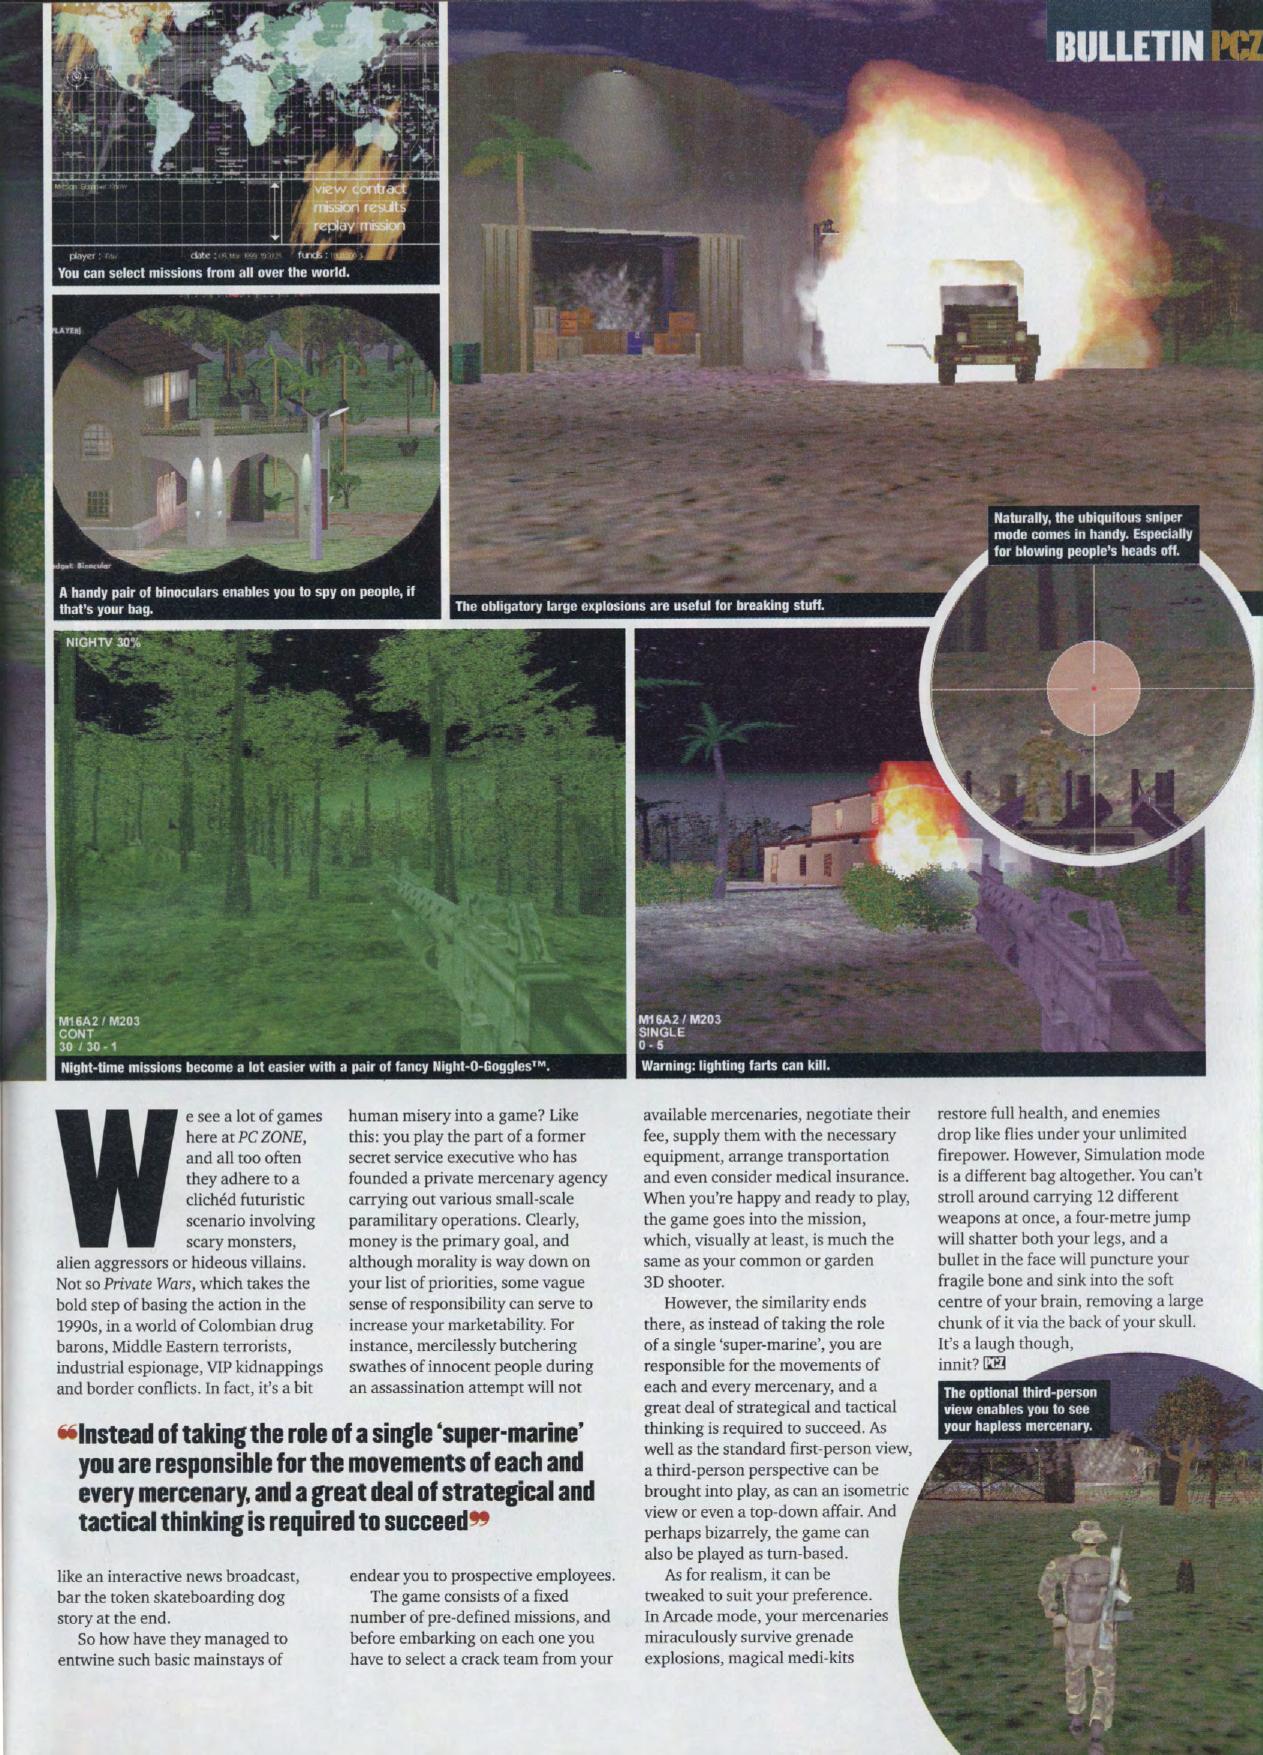 BULLETIN PCZ
view contract
mission results
replay mission
player :
date :
funds :
You can select missions from all over the world.
A handy pair of binoculars enables you to spy on people, if
that's your bag.
The obligatory large explosions are useful for breaking stuff.
Naturally, the ubiquitous sniper
mode comes in handy. Especially
for blowing people's heads off.
NIGHTV 30%
M16A2 / M203
CONT
30 / 30 - 1
Night-time missions become a lot easier with a pair of fancy Night-O-Goggles™.
M16A2 / M203
SINGLE
0 - 5
Warning: lighting farts can kill.
We see a lot of games
here at PC ZONE,
and all too often
they adhere to a
clichéd futuristic
scenario involving
scary monsters,
alien aggressors or hideous villains.
Not so Private Wars, which takes the
bold step of basing the action in the
1990s, in a world of Colombian drug
barons, Middle Eastern terrorists,
industrial espionage, VIP kidnappings
and border conflicts. In fact, it's a bit
like an interactive news broadcast,
bar the token skateboarding dog
story at the end.
So how have they managed to
entwine such basic mainstays of
human misery into a game? Like
this: you play the part of a former
secret service executive who has
founded a private mercenary agency
carrying out various small-scale
paramilitary operations. Clearly,
money is the primary goal, and
although morality is way down on
your list of priorities, some vague
sense of responsibility can serve to
increase your marketability. For
instance, mercilessly butchering
swathes of innocent people during
an assassination attempt will not
endear you to prospective employees.
The game consists of a fixed
number of pre-defined missions, and
before embarking on each one you
have to select a crack team from your
“Instead of taking the role of a single ‘super-marine’
you are responsible for the movements of each and
every mercenary, and a great deal of strategical and
tactical thinking is required to succeed”
available mercenaries, negotiate their
fee, supply them with the necessary
equipment, arrange transportation
and even consider medical insurance.
When you're happy and ready to play,
the game goes into the mission,
which, visually at least, is much the
same as your common or garden
3D shooter.
However, the similarity ends
there, as instead of taking the role
of a single 'super-marine', you are
responsible for the movements of
each and every mercenary, and a
great deal of strategical and tactical
thinking is required to succeed. As
well as the standard first-person view,
a third-person perspective can be
brought into play, as can an isometric
view or even a top-down affair. And
perhaps bizarrely, the game can
also be played as turn-based.
As for realism, it can be
tweaked to suit your preference.
In Arcade mode, your mercenaries
miraculously survive grenade
explosions, magical medi-kits
restore full health, and enemies
drop like flies under your unlimited
firepower. However, Simulation mode
is a different bag altogether. You can't
stroll around carrying 12 different
weapons at once, a four-metre jump
will shatter both your legs, and a
bullet in the face will puncture your
fragile bone and sink into the soft
centre of your brain, removing a large
chunk of it via the back of your skull.
It's a laugh though,
innit? PCZ
The optional third-person
view enables you to see
your hapless mercenary.